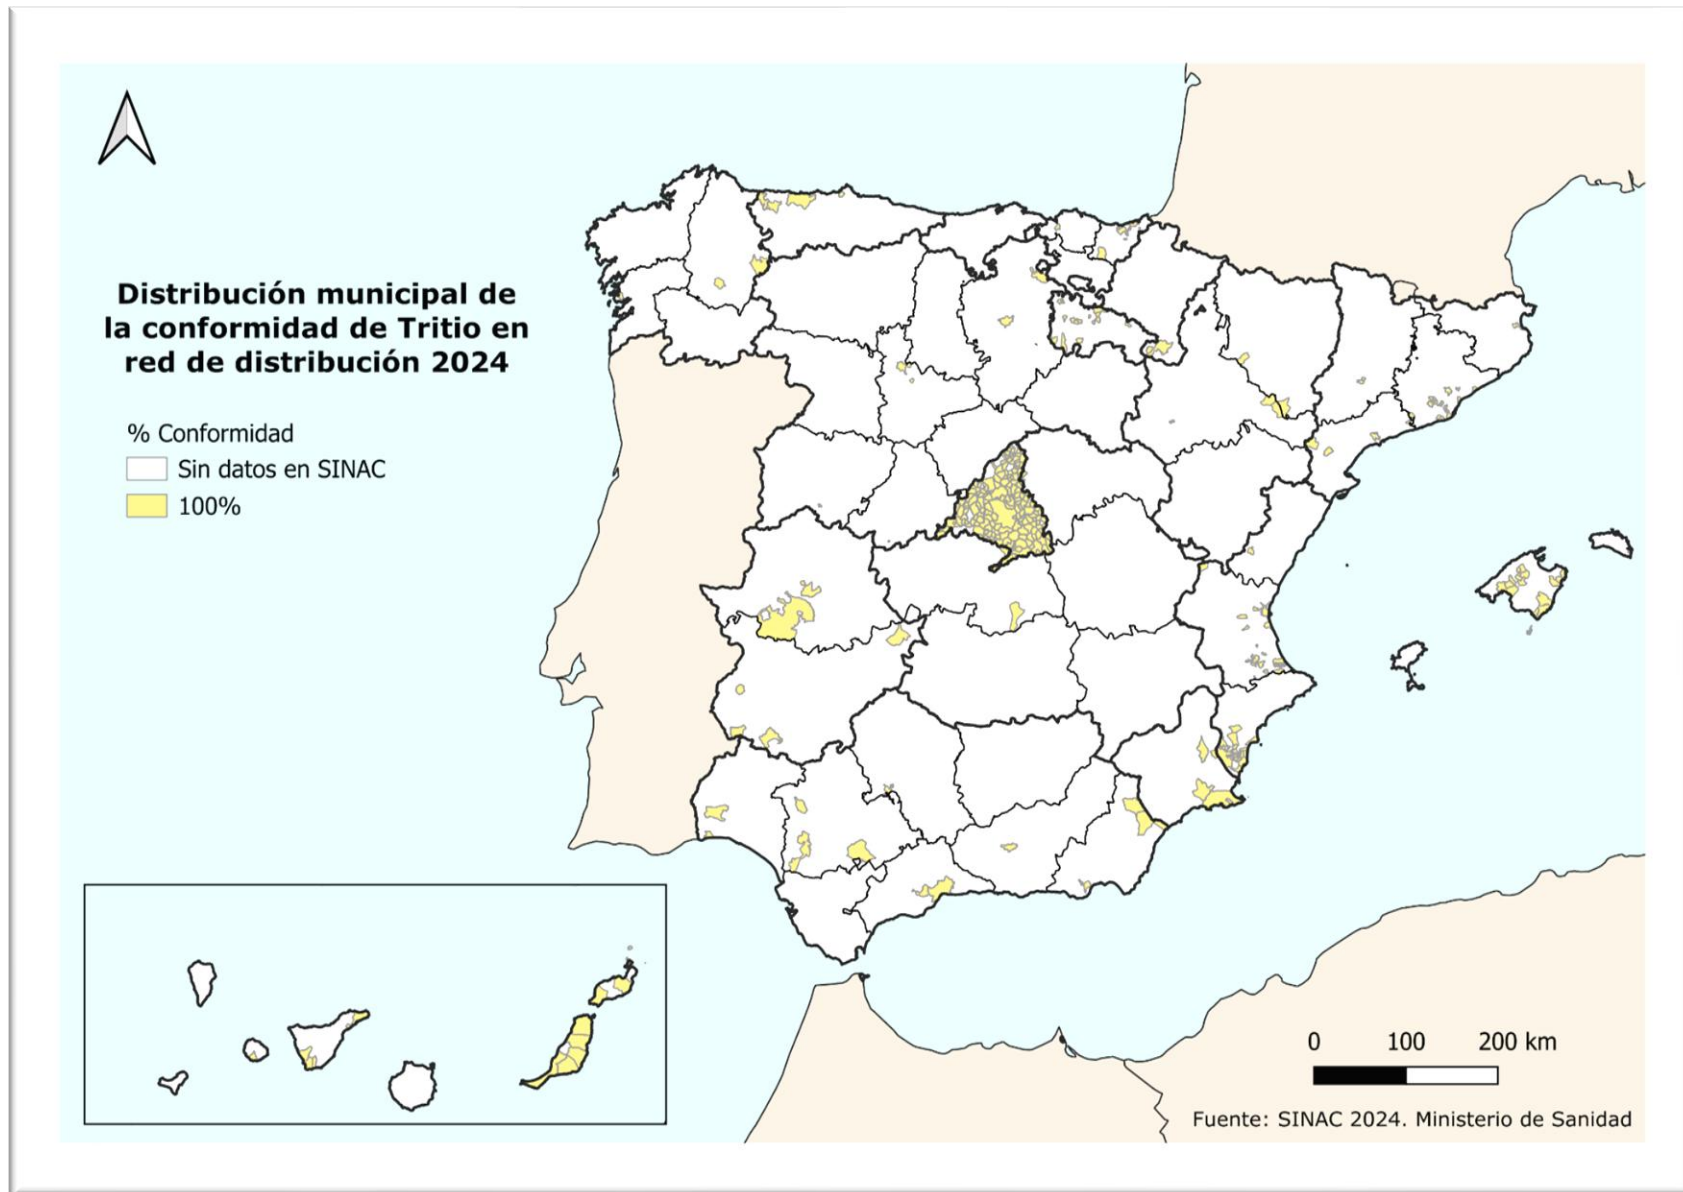 Distribución municipal de
la conformidad de Tritio en
red de distribución 2024
% Conformidad
Sin datos en SINAC
100%
0 100 200 km
Fuente: SINAC 2024. Ministerio de Sanidad